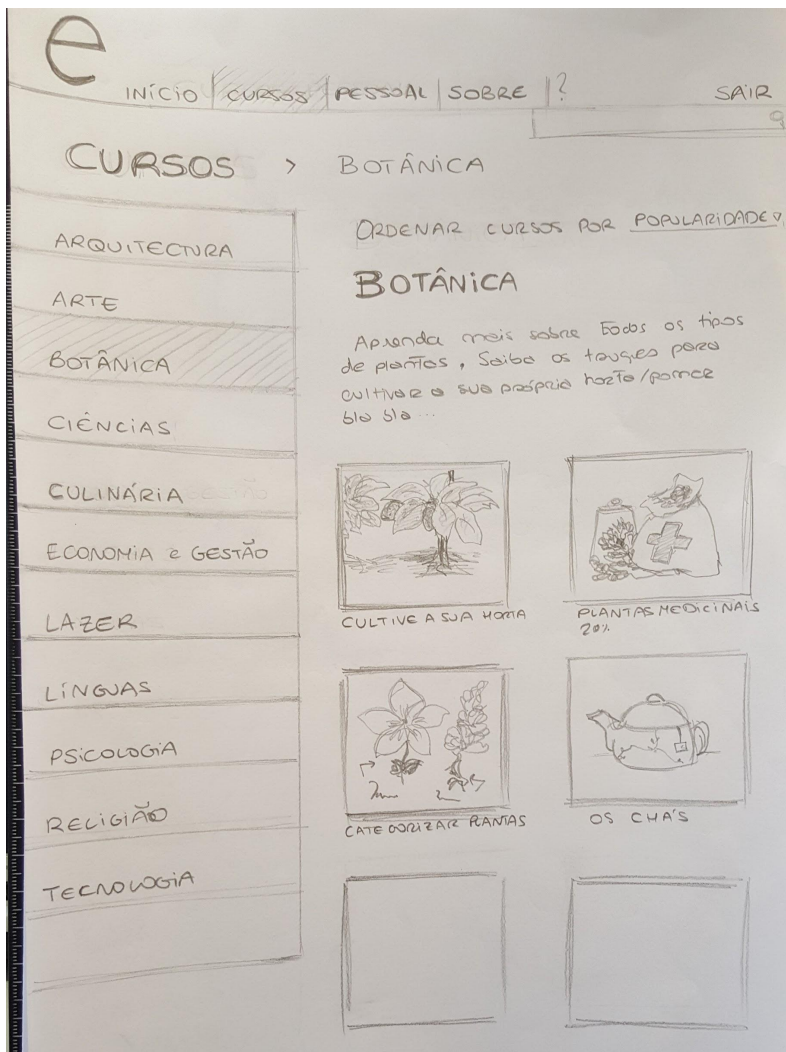 e
INÍCIO CURSOS PESSOAL SOBRE ? SAIR
CURSOS > BOTÂNICA
ORDENAR CURSOS POR POPULARIDADE
ARQUITECTURA
ARTE
BOTÂNICA
CIÊNCIAS
CULINÁRIA
ECONOMIA e GESTÃO
LAZER
LÍNGUAS
PSICOLOGIA
RELIGIÃO
TECNOLOGIA
BOTÂNICA
Aprenda mais sobre todos os tipos
de plantas, Saiba os truques para
cultivar a sua própria horta/
bla bla...
CULTIVE A SUA HORTA
PLANTAS MEDICINAIS
20%
CATEGORIZAR PLANTAS
OS CHÁS